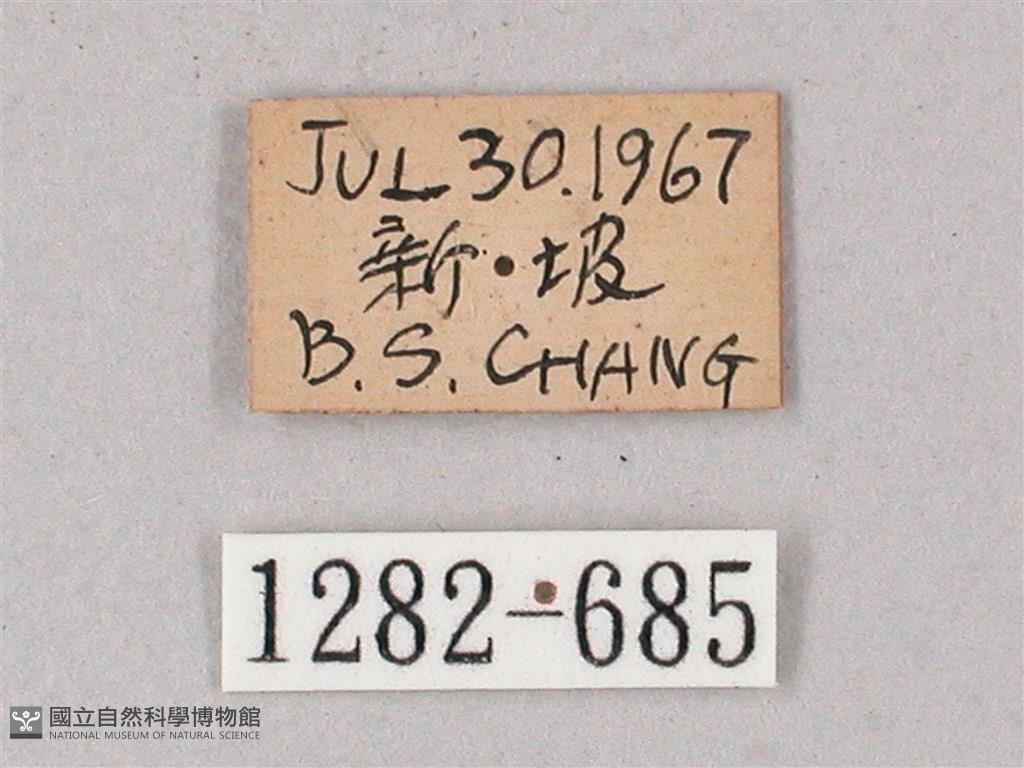 JUL 30.1967
新坡
B.S. CHANG
1282-685
國立自然科學博物館
NATIONAL MUSEUM OF NATURAL SCIENCE